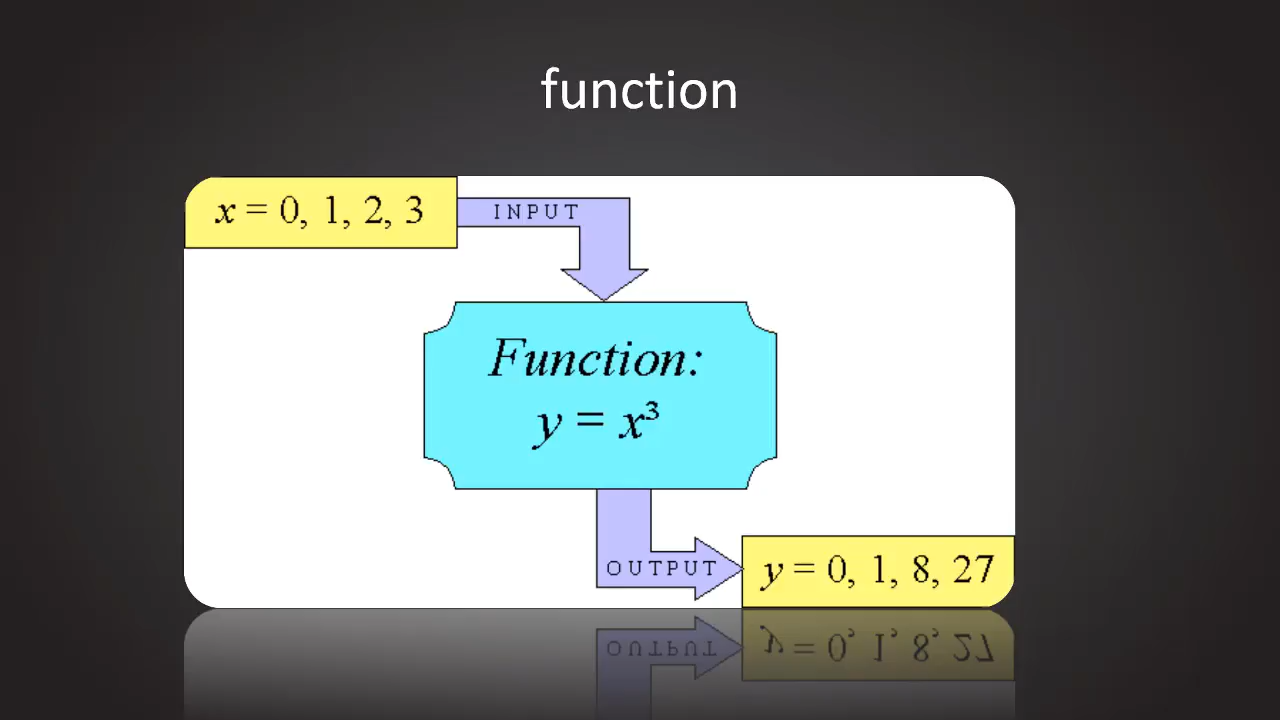 function
x = 0, 1, 2, 3
INPUT
Function:
y = x³
OUTPUT
y = 0, 1, 8, 27